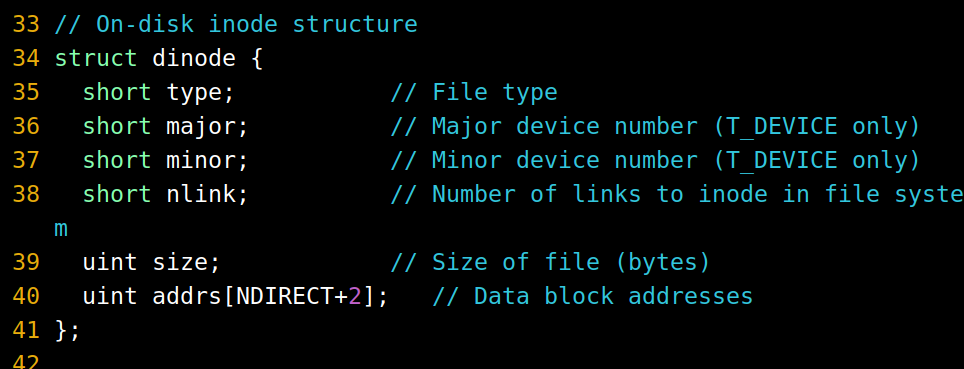 33 // On-disk inode structure
34 struct dinode {
35   short type;           // File type
36   short major;          // Major device number (T_DEVICE only)
37   short minor;          // Minor device number (T_DEVICE only)
38   short nlink;          // Number of links to inode in file syste
m
39   uint size;            // Size of file (bytes)
40   uint addrs[NDIRECT+2];   // Data block addresses
41 };
42